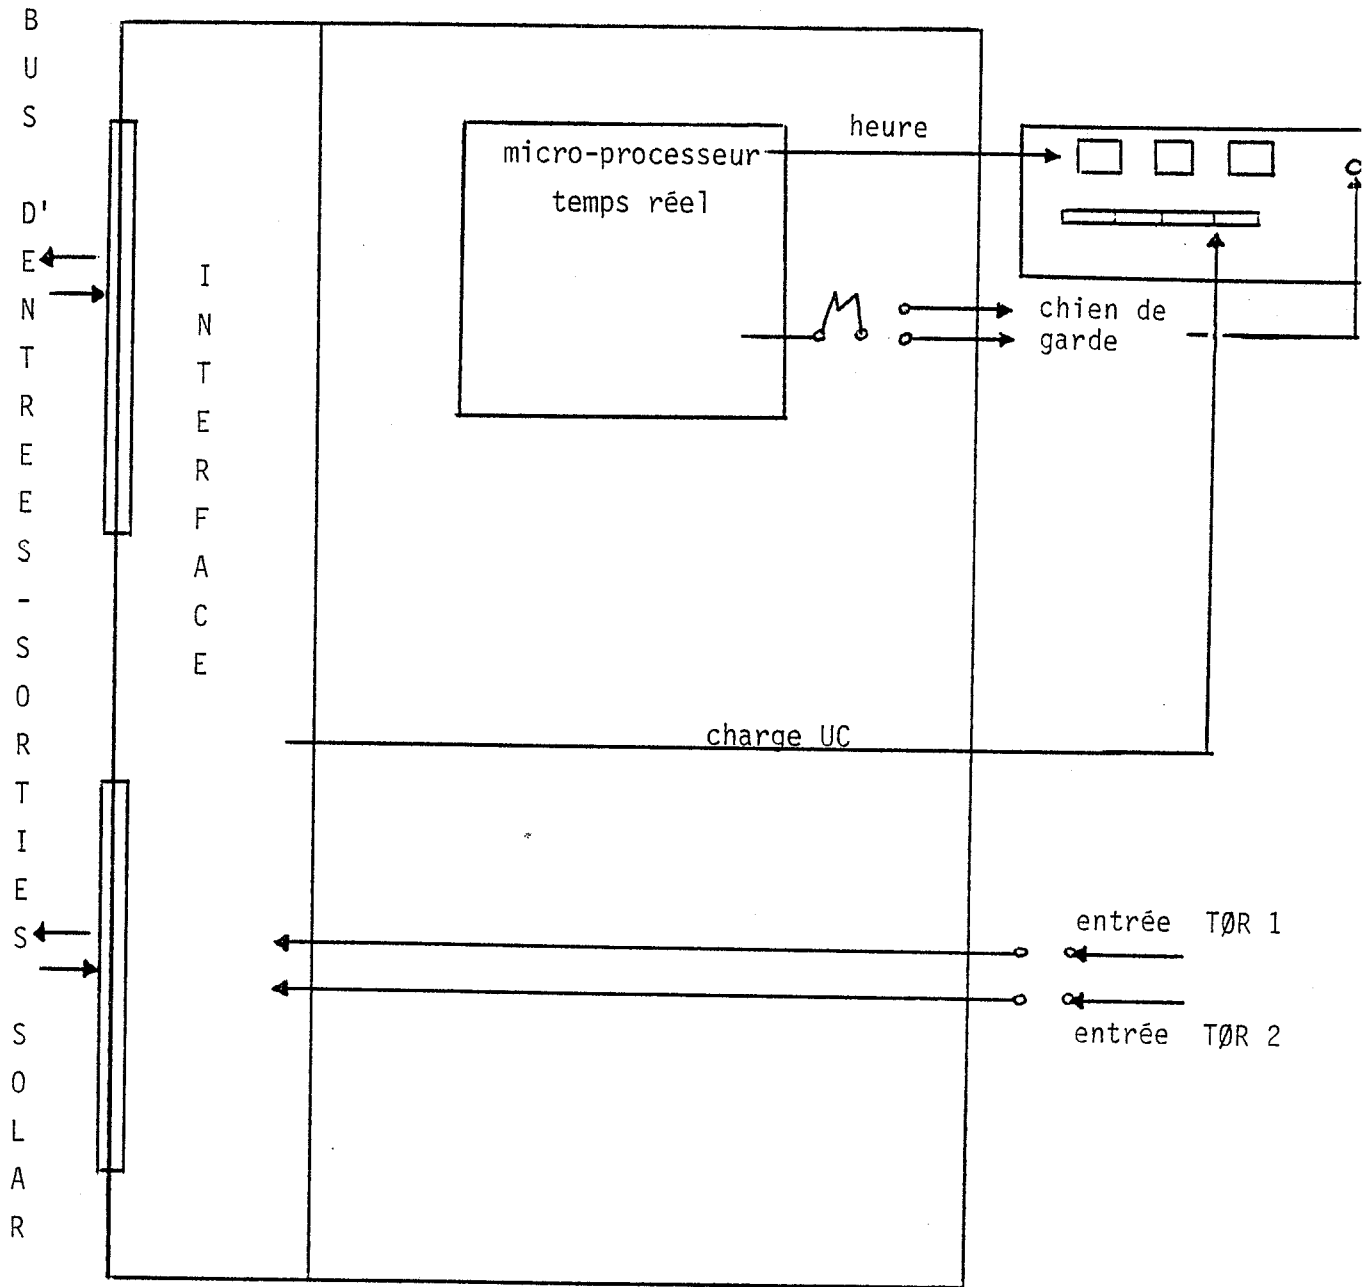 BUS D'ENTREES-SORTIES SOLAR
INTERFACE
micro-processeur
temps réel
heure
chien de
garde
charge UC
entrée TØR 1
entrée TØR 2